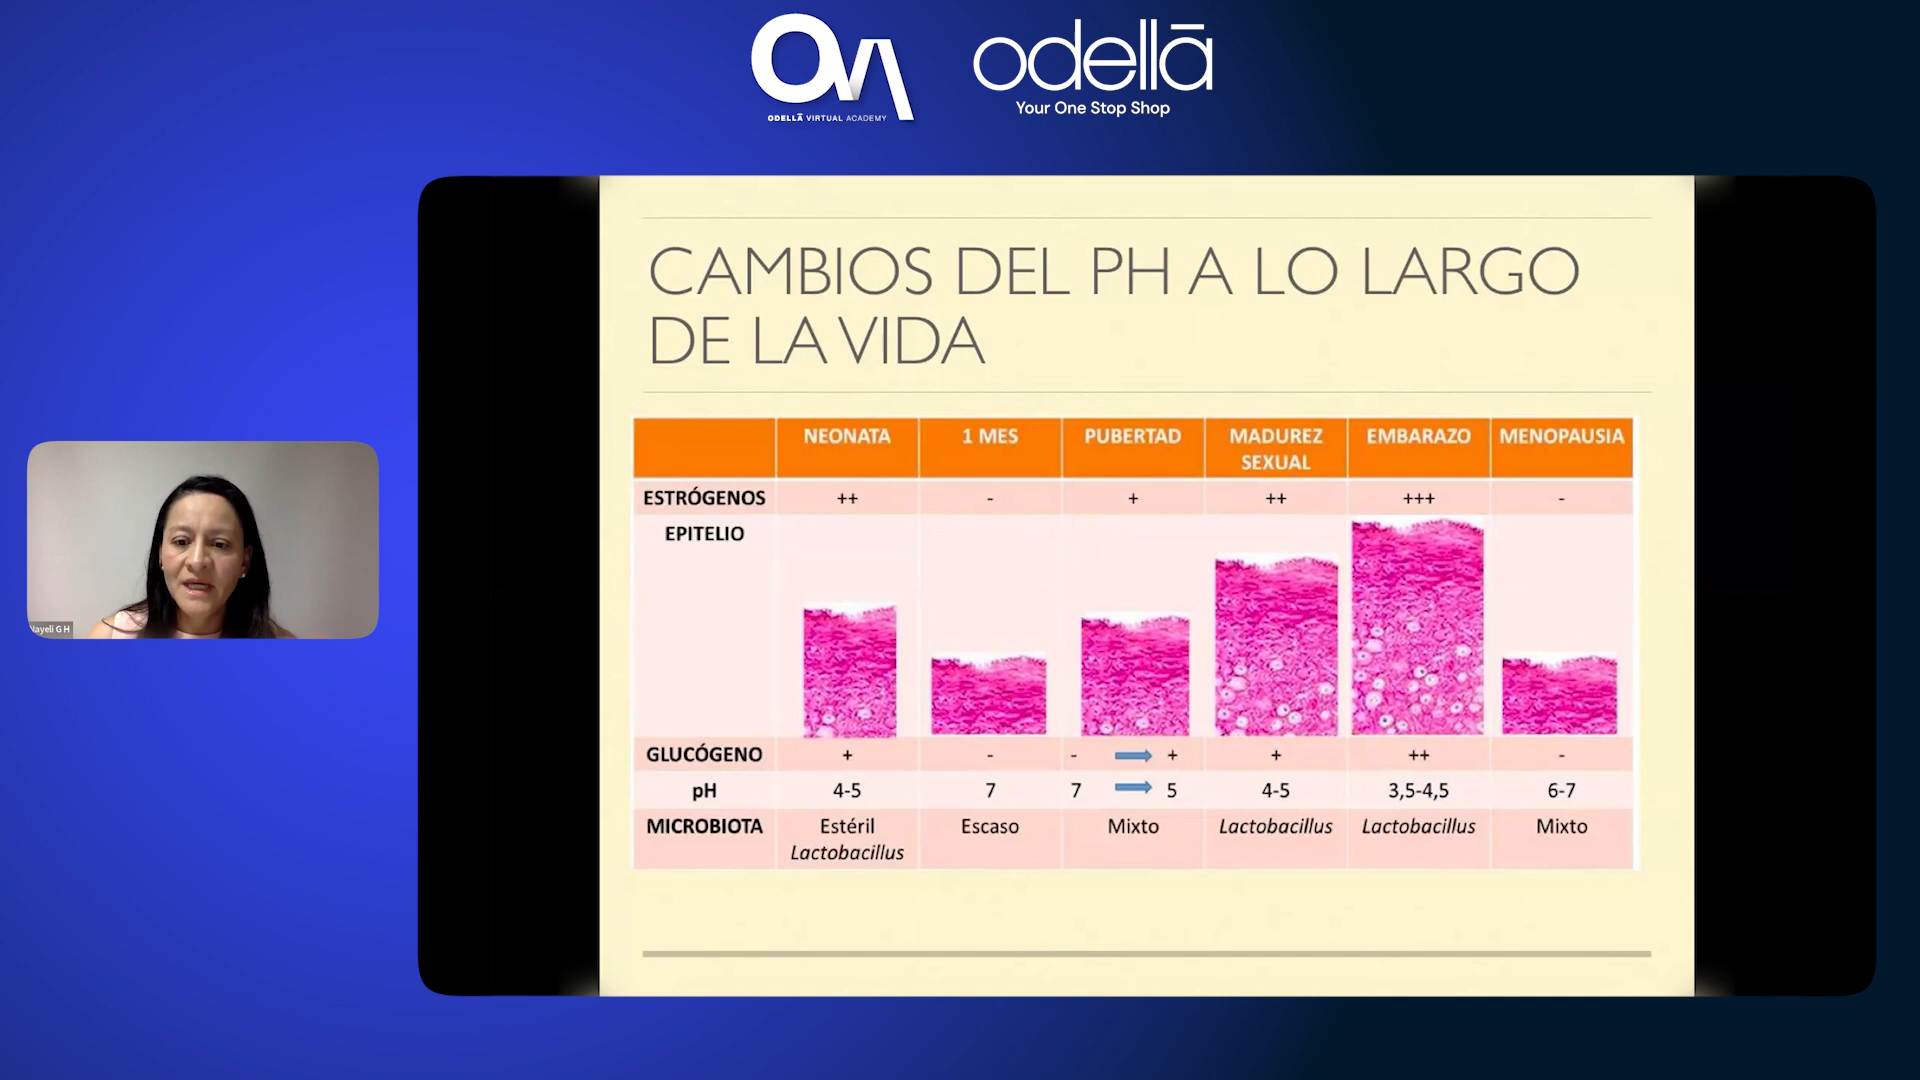 OVA
ODELLĀ VIRTUAL ACADEMY
odellā
Your One Stop Shop
CAMBIOS DEL PH A LO LARGO
DE LA VIDA
NEONATA 1 MES PUBERTAD MADUREZ SEXUAL EMBARAZO MENOPAUSIA
ESTRÓGENOS ++ - + ++ +++ -
EPITELIO
GLUCÓGENO + - - + + ++ -
pH 4-5 7 7 5 4-5 3,5-4,5 6-7
MICROBIOTA Estéril Lactobacillus Escaso Mixto Lactobacillus Lactobacillus Mixto
Nayeli G H